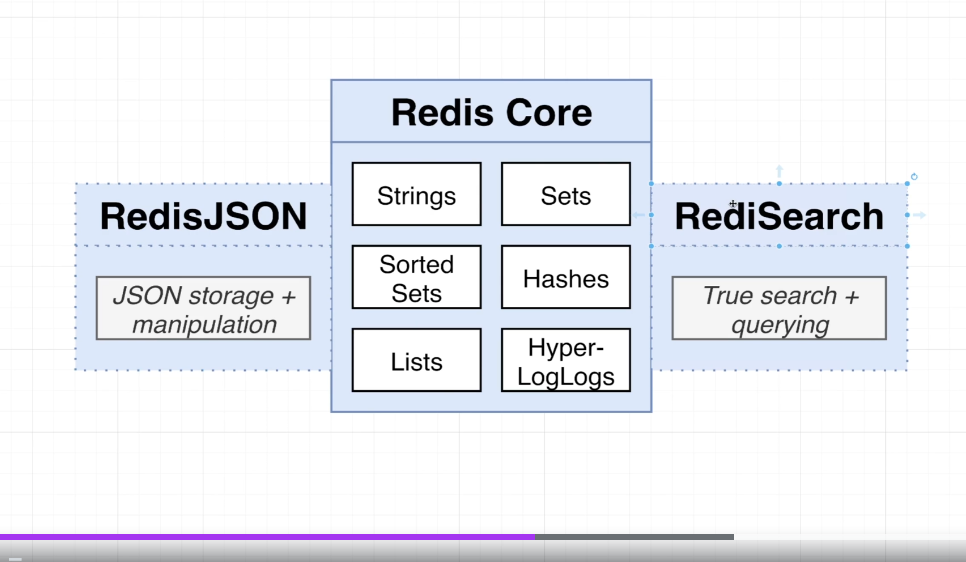 Redis Core
Strings
Sets
RedisJSON
RediSearch
Sorted
Sets
Hashes
JSON storage +
manipulation
True search +
querying
Lists
Hyper-
LogLogs